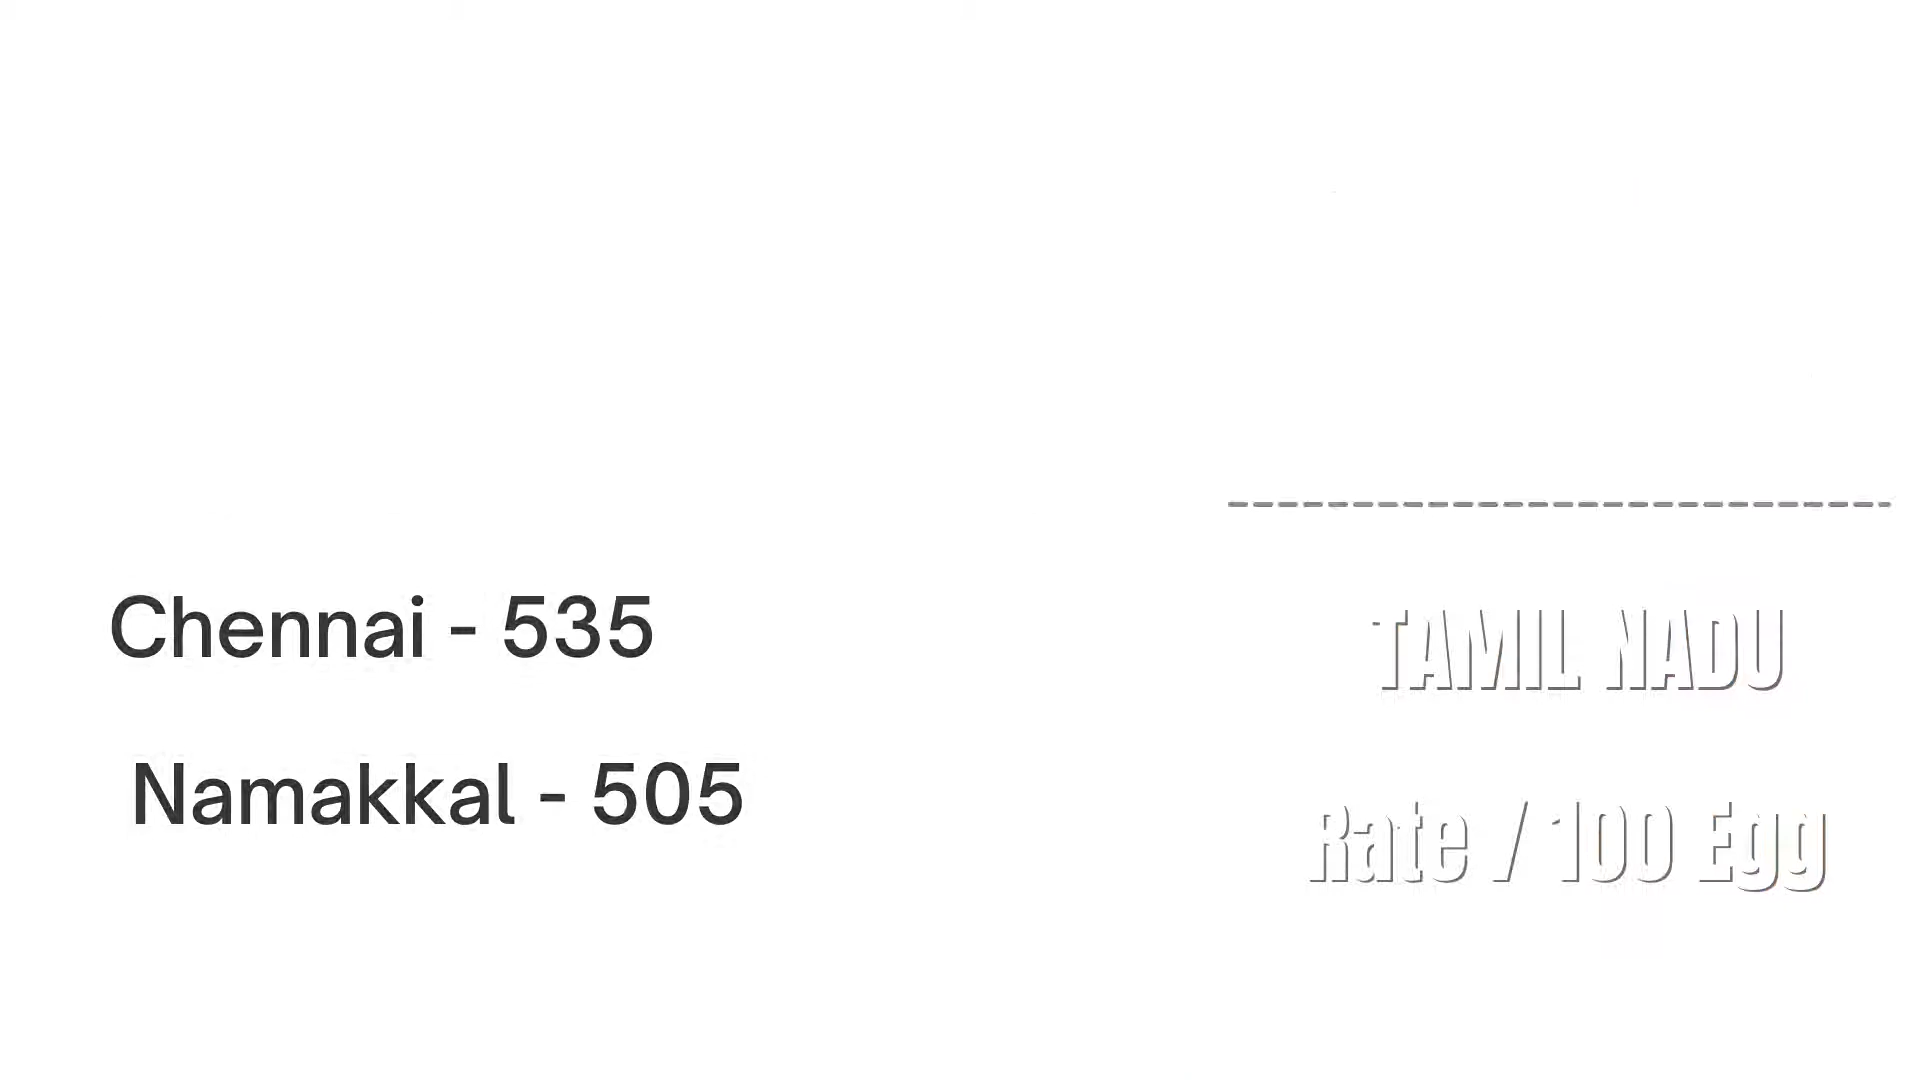 Chennai - 535
Namakkal - 505
TAMIL NADU
Rate / 100 Egg